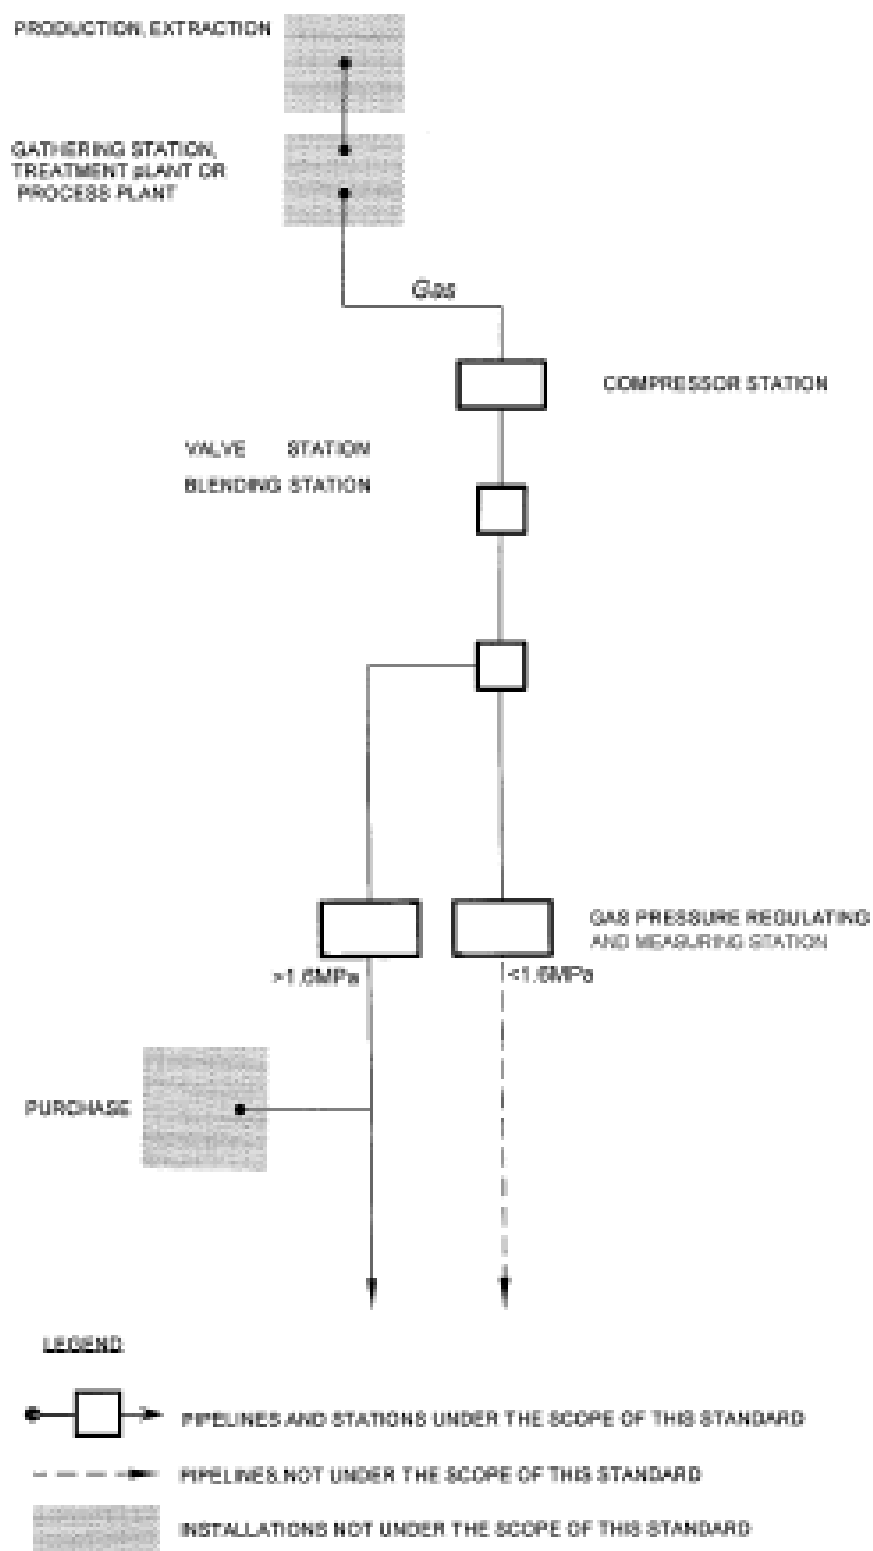 PRODUCTION, EXTRACTION
GATHERING STATION,
TREATMENT pLANT OR
PROCESS PLANT
Gas
COMPRESSOR STATION
VALVE STATION
BLENDING STATION
GAS PRESSURE REGULATING
AND MEASURING STATION
>1.6MPa
<1.6MPa
PURCHASE
LEGEND:
PIPELINES AND STATIONS UNDER THE SCOPE OF THIS STANDARD
PIPELINES NOT UNDER THE SCOPE OF THIS STANDARD
INSTALLATIONS NOT UNDER THE SCOPE OF THIS STANDARD